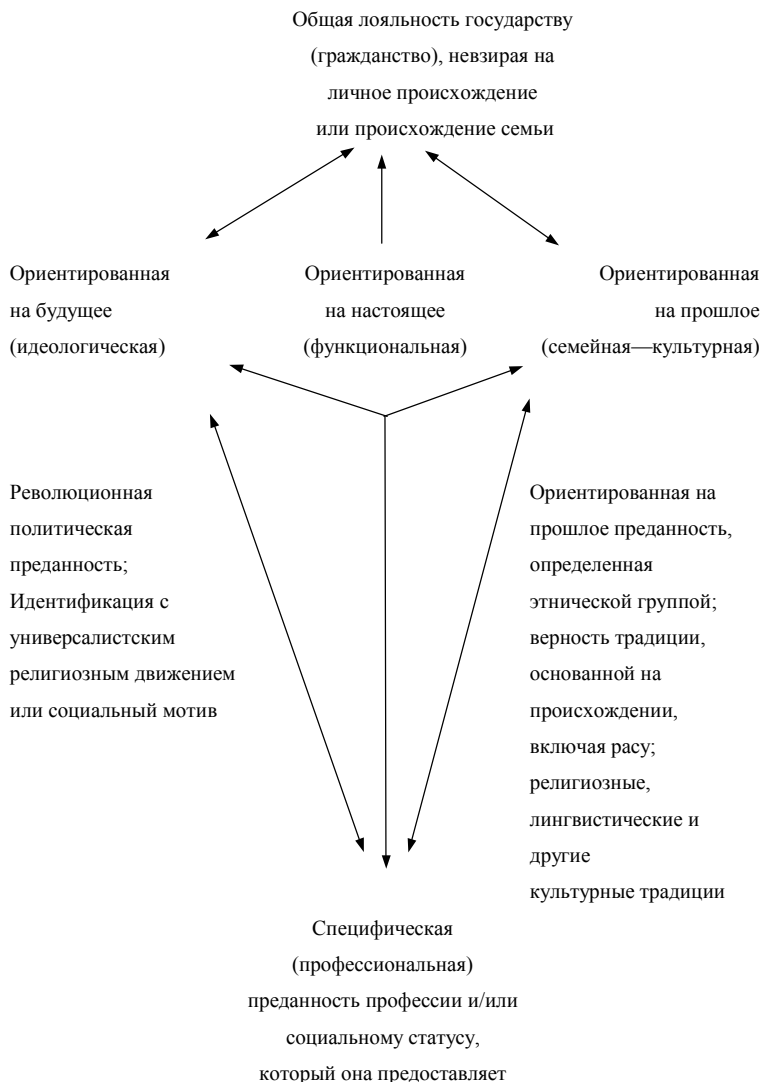 Общая лояльность государству
(гражданство), невзирая на
личное происхождение
или происхождение семьи
Ориентированная
на будущее
(идеологическая)
Ориентированная
на настоящее
(функциональная)
Ориентированная
на прошлое
(семейная—культурная)
Революционная
политическая
преданность;
Идентификация с
универсалистским
религиозным движением
или социальный мотив
Ориентированная на
прошлое преданность,
определенная
этнической группой;
верность традиции,
основанной на
происхождении,
включая расу;
религиозные,
лингвистические и
другие
культурные традиции
Специфическая
(профессиональная)
преданность профессии и/или
социальному статусу,
который она предоставляет